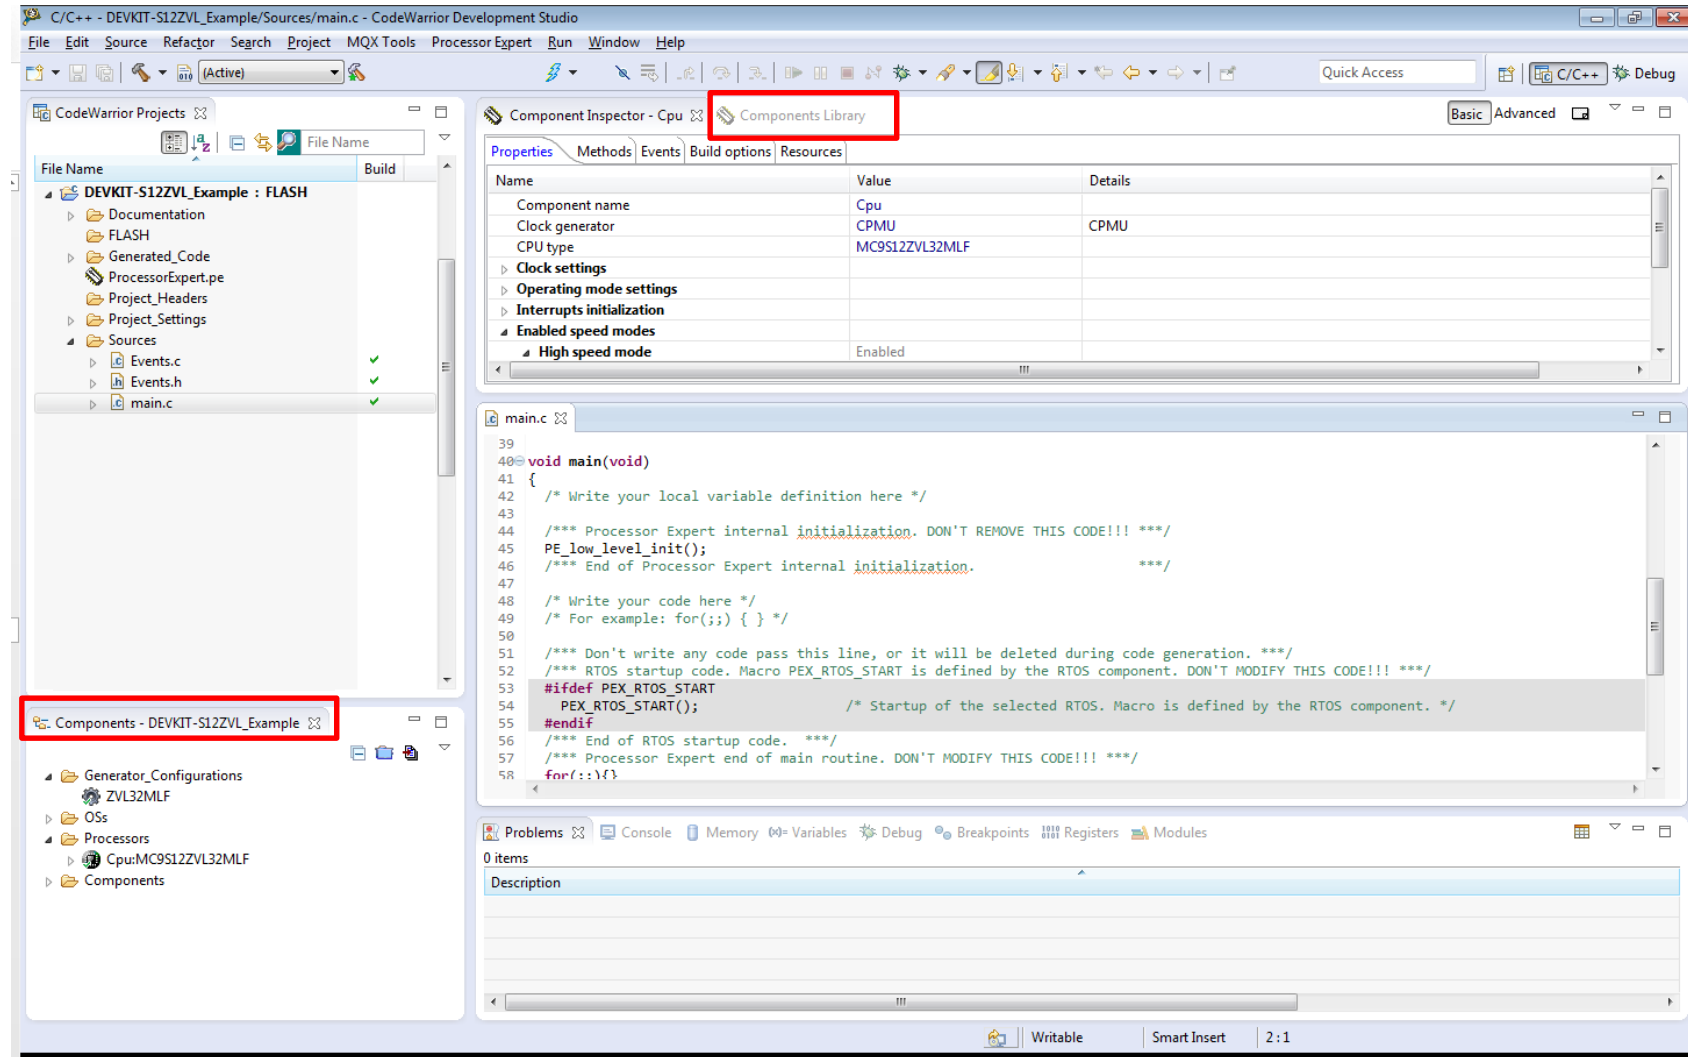 C/C++ - DEVKIT-S12ZVL_Example/Sources/main.c - CodeWarrior Development Studio
File Edit Source Refactor Search Project MQX Tools Processor Expert Run Window Help
(Active)
Quick Access
C/C++
Debug
CodeWarrior Projects
File Name
File Name Build
DEVKIT-S12ZVL_Example : FLASH
Documentation
FLASH
Generated_Code
ProcessorExpert.pe
Project_Headers
Project_Settings
Sources
Events.c
Events.h
main.c
Components - DEVKIT-S12ZVL_Example
Generator_Configurations
ZVL32MLF
OSs
Processors
Cpu:MC9S12ZVL32MLF
Components
Component Inspector - Cpu
Components Library
Basic Advanced
Properties Methods Events Build options Resources
Name Value Details
Component name Cpu
Clock generator CPMU CPMU
CPU type MC9S12ZVL32MLF
Clock settings
Operating mode settings
Interrupts initialization
Enabled speed modes
High speed mode Enabled
main.c
39
40 void main(void)
41 {
42 /* Write your local variable definition here */
43
44 /*** Processor Expert internal initialization. DON'T REMOVE THIS CODE!!! ***/
45 PE_low_level_init();
46 /*** End of Processor Expert internal initialization. ***/
47
48 /* Write your code here */
49 /* For example: for(;;) { } */
50
51 /*** Don't write any code pass this line, or it will be deleted during code generation. ***/
52 /*** RTOS startup code. Macro PEX_RTOS_START is defined by the RTOS component. DON'T MODIFY THIS CODE!!! ***/
53 #ifdef PEX_RTOS_START
54 PEX_RTOS_START(); /* Startup of the selected RTOS. Macro is defined by the RTOS component. */
55 #endif
56 /*** End of RTOS startup code. ***/
57 /*** Processor Expert end of main routine. DON'T MODIFY THIS CODE!!! ***/
58 for(;;){}
Problems Console Memory Variables Debug Breakpoints Registers Modules
0 items
Description
Writable Smart Insert 2 : 1